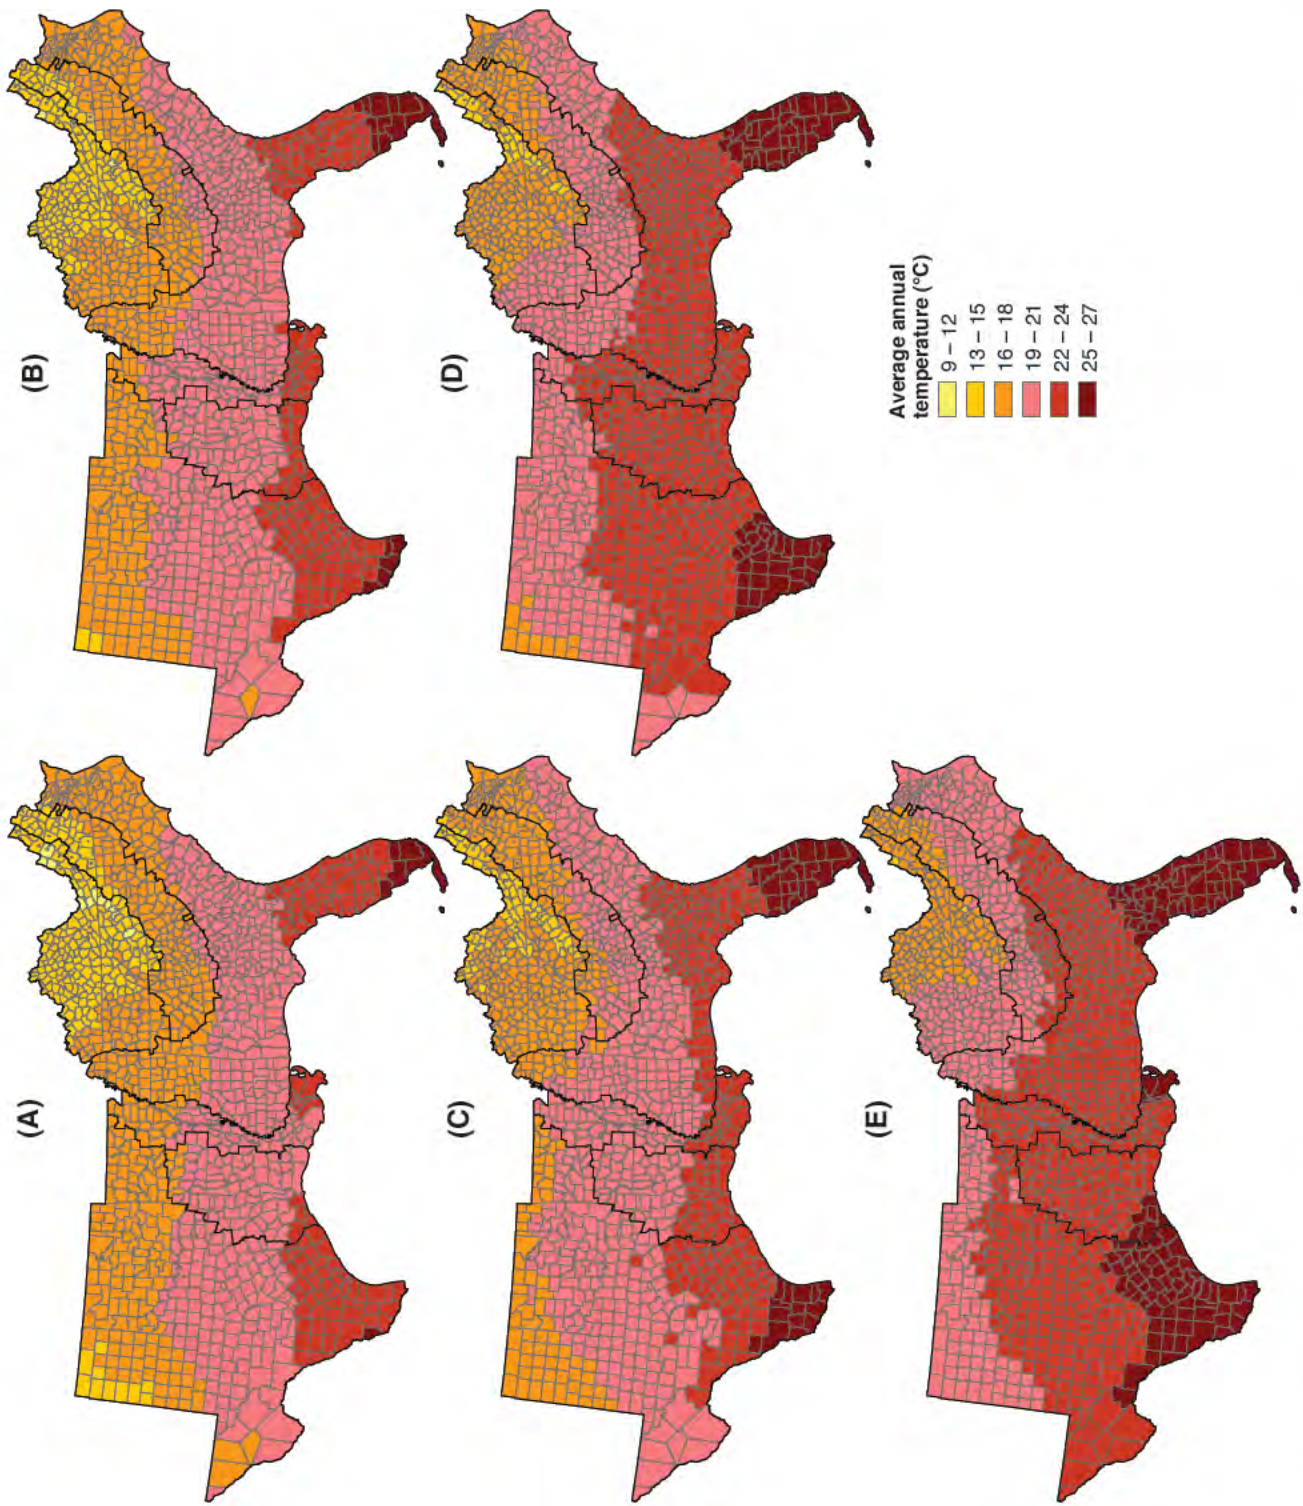 (A)
(B)
(C)
(D)
(E)
Average annual
temperature (°C)
9 – 12
13 – 15
16 – 18
19 – 21
22 – 24
25 – 27